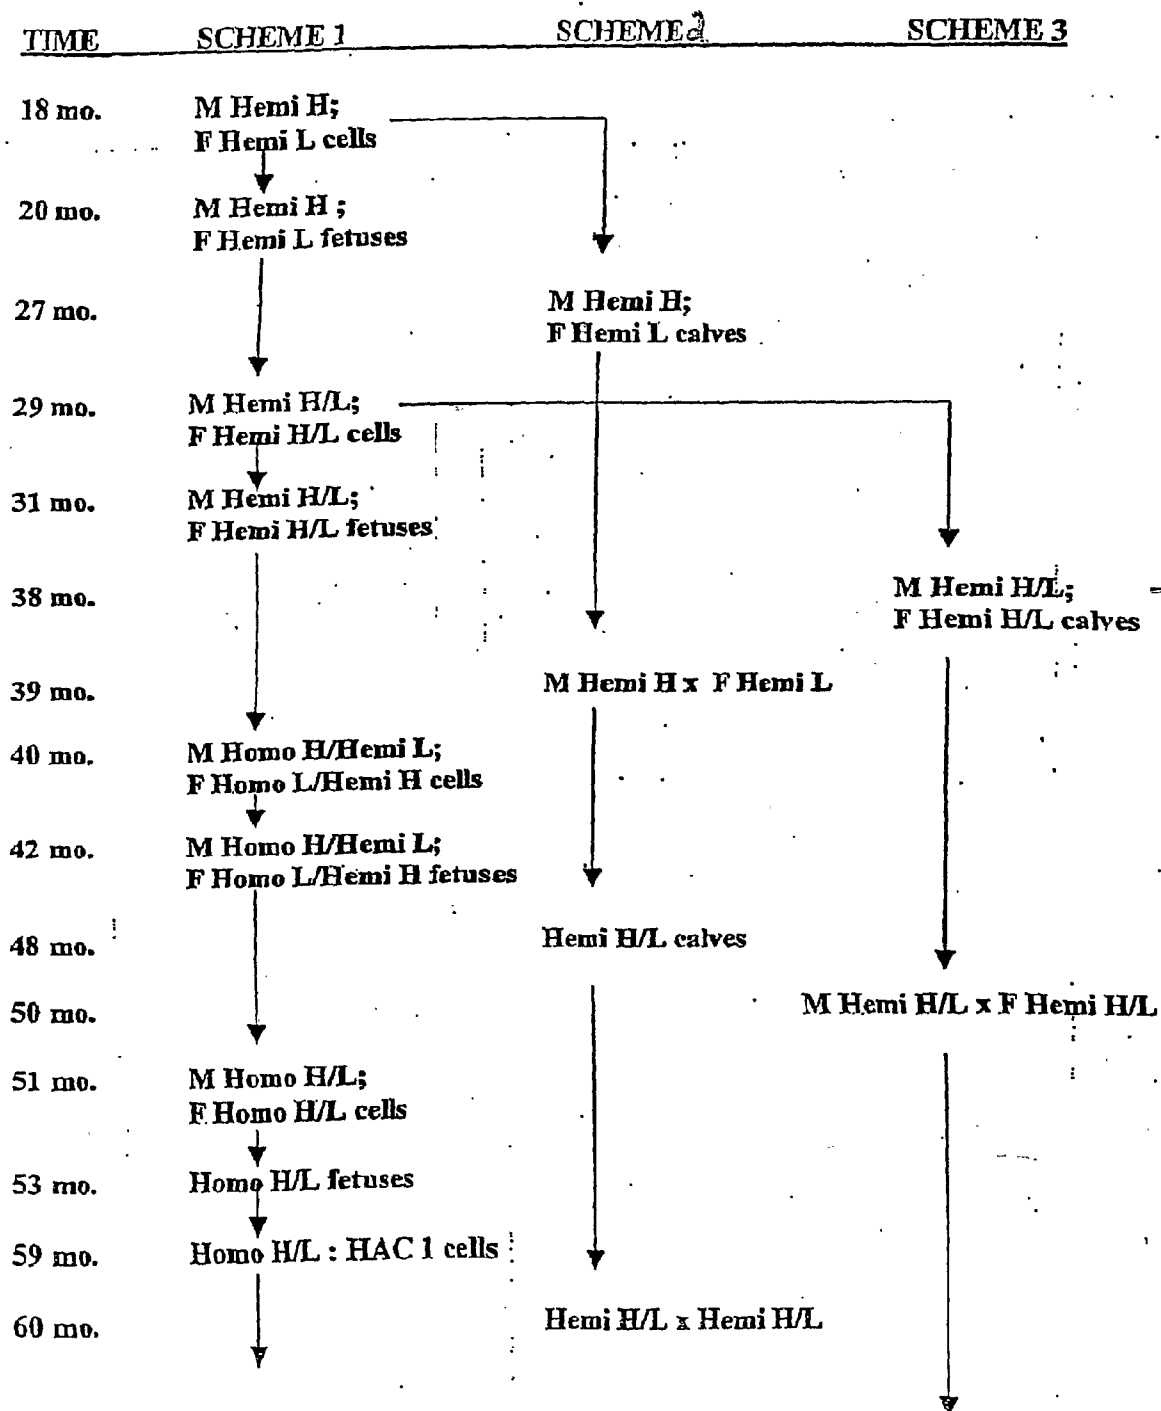 TIME SCHEME 1 SCHEME 2 SCHEME 3
18 mo. M Hemi H;
F Hemi L cells
20 mo. M Hemi H ;
F Hemi L fetuses
27 mo. M Hemi H;
F Hemi L calves
29 mo. M Hemi H/L;
F Hemi H/L cells
31 mo. M Hemi H/L;
F Hemi H/L fetuses
38 mo. M Hemi H/L;
F Hemi H/L calves
39 mo. M Hemi H x F Hemi L
40 mo. M Homo H/Hemi L;
F Homo L/Hemi H cells
42 mo. M Homo H/Hemi L;
F Homo L/Hemi H fetuses
48 mo. Hemi H/L calves
50 mo. M Hemi H/L x F Hemi H/L
51 mo. M Homo H/L;
F Homo H/L cells
53 mo. Homo H/L fetuses
59 mo. Homo H/L : HAC 1 cells
60 mo. Hemi H/L x Hemi H/L